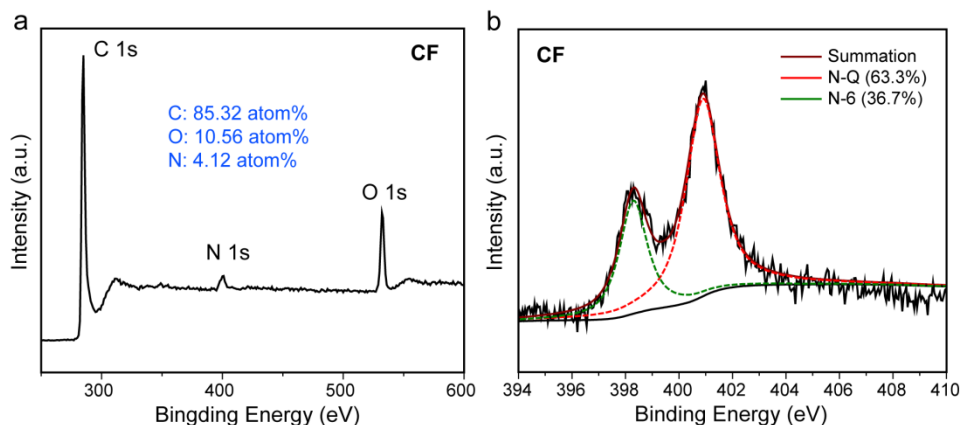 a
C 1s
CF
C: 85.32 atom%
O: 10.56 atom%
N: 4.12 atom%
O 1s
N 1s
Intensity (a.u.)
300
400
500
600
Bingding Energy (eV)
b
CF
Summation
N-Q (63.3%)
N-6 (36.7%)
Intensity (a.u.)
394
396
398
400
402
404
406
408
410
Binding Energy (eV)